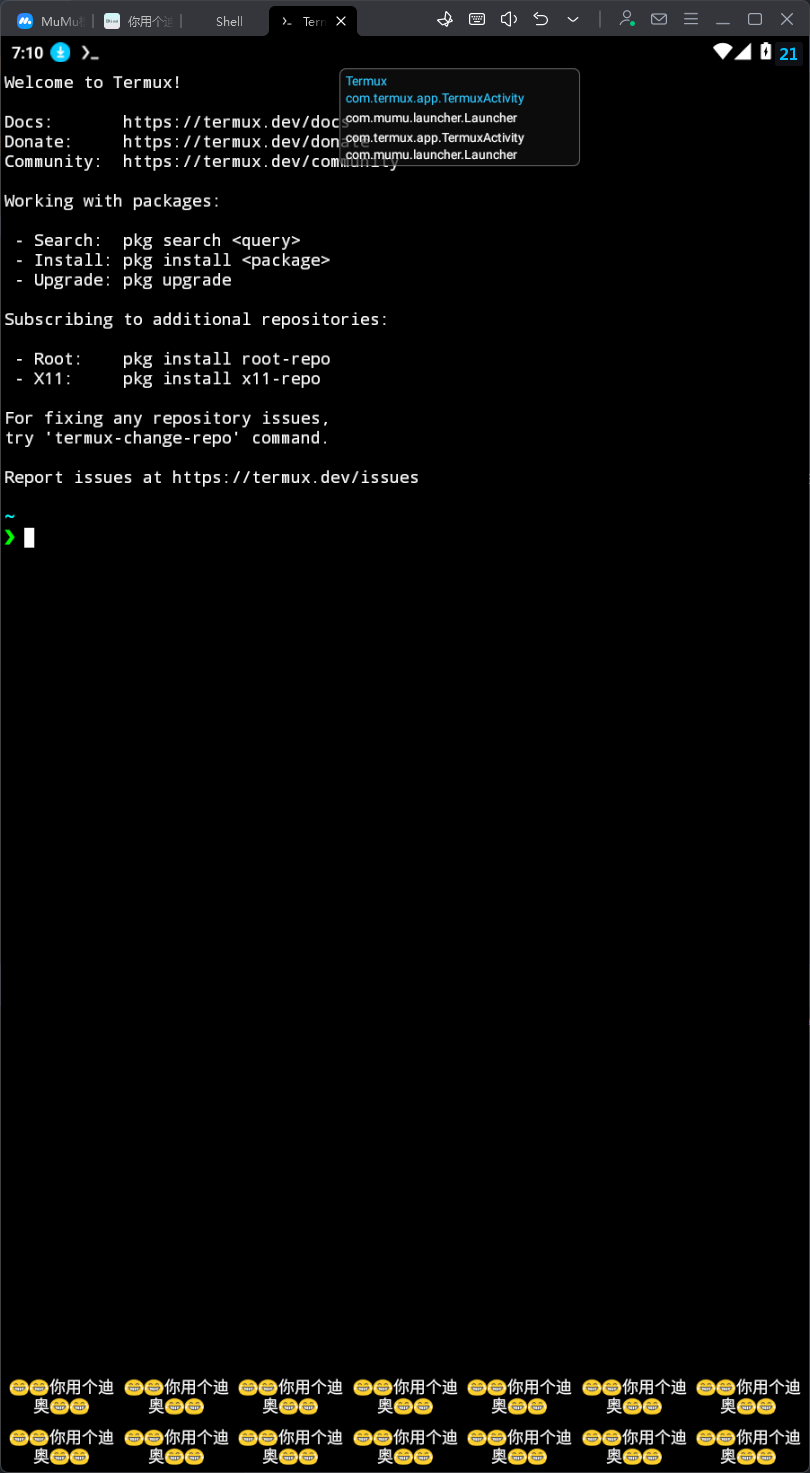 MuMu
你用个迪
Shell
Term
7:10
21
Welcome to Termux!
Termux
com.termux.app.TermuxActivity
com.mumu.launcher.Launcher
com.termux.app.TermuxActivity
com.mumu.launcher.Launcher
Docs: https://termux.dev/docs
Donate: https://termux.dev/donate
Community: https://termux.dev/community
Working with packages:
- Search: pkg search <query>
- Install: pkg install <package>
- Upgrade: pkg upgrade
Subscribing to additional repositories:
- Root: pkg install root-repo
- X11: pkg install x11-repo
For fixing any repository issues,
try 'termux-change-repo' command.
Report issues at https://termux.dev/issues
~
❯
😁😁你用个迪 😁😁你用个迪 😁😁你用个迪 😁😁你用个迪 😁😁你用个迪 😁😁你用个迪 😁😁你用个迪
奥😁😁 奥😁😁 奥😁😁 奥😁😁 奥😁😁 奥😁😁 奥😁😁
😁😁你用个迪 😁😁你用个迪 😁😁你用个迪 😁😁你用个迪 😁😁你用个迪 😁😁你用个迪 😁😁你用个迪
奥😁😁 奥😁😁 奥😁😁 奥😁😁 奥😁😁 奥😁😁 奥😁😁